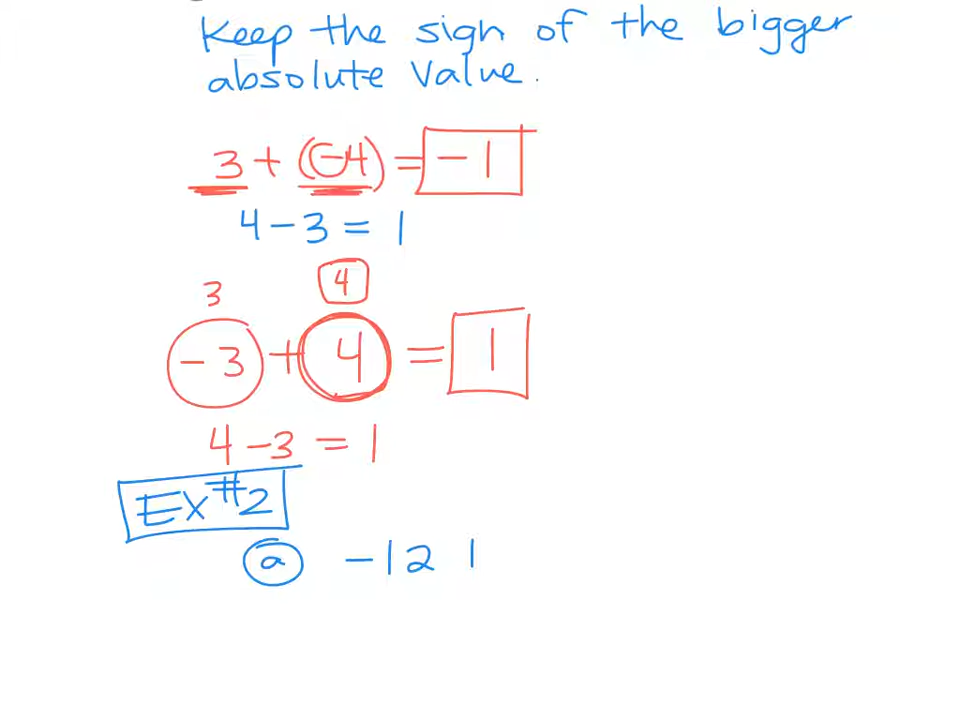 Keep the sign of the bigger
absolute value.
3 + (-4) = -1
4 - 3 = 1
3 4
-3 + 4 = 1
4 - 3 = 1
Ex #2
a -12 1